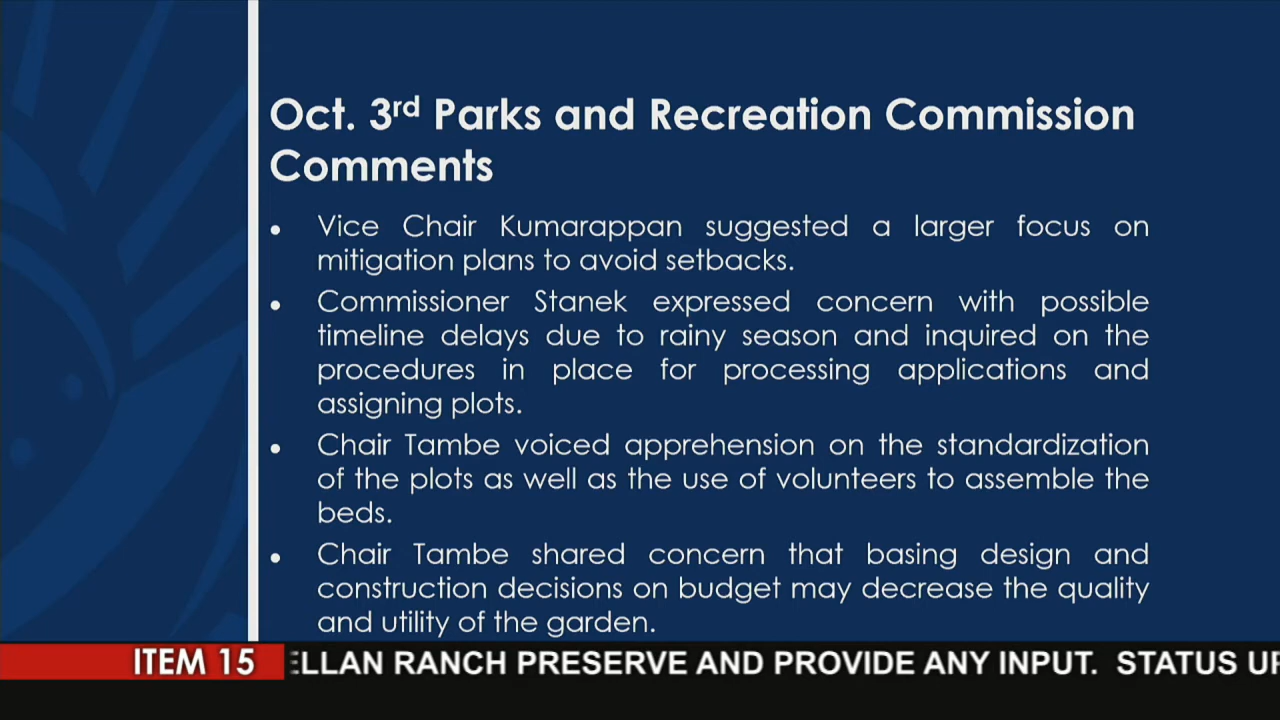 Oct. 3rd Parks and Recreation Commission
Comments
• Vice Chair Kumarappan suggested a larger focus on
mitigation plans to avoid setbacks.
• Commissioner Stanek expressed concern with possible
timeline delays due to rainy season and inquired on the
procedures in place for processing applications and
assigning plots.
• Chair Tambe voiced apprehension on the standardization
of the plots as well as the use of volunteers to assemble the
beds.
• Chair Tambe shared concern that basing design and
construction decisions on budget may decrease the quality
and utility of the garden.
ITEM 15 ELLAN RANCH PRESERVE AND PROVIDE ANY INPUT. STATUS